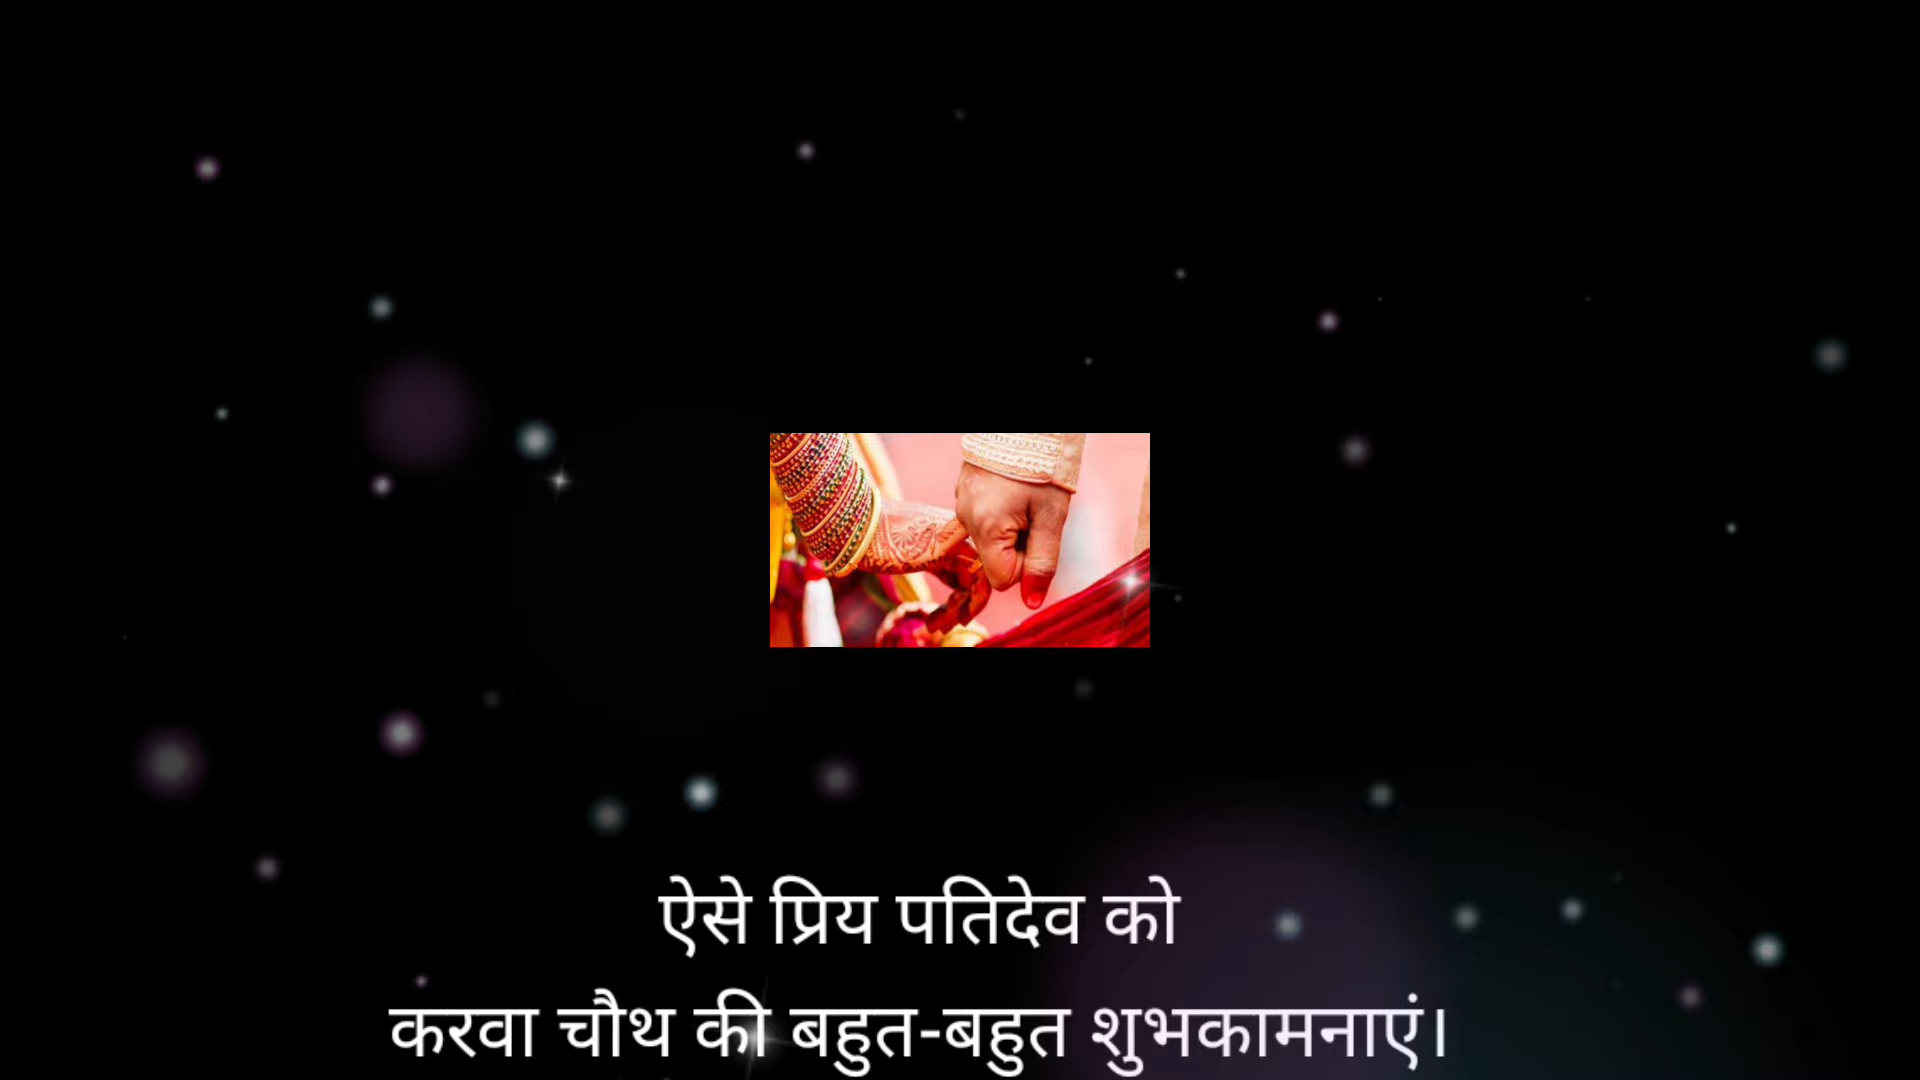 ऐसे प्रिय पतिदेव को
करवा चौथ की बहुत-बहुत शुभकामनाएं।